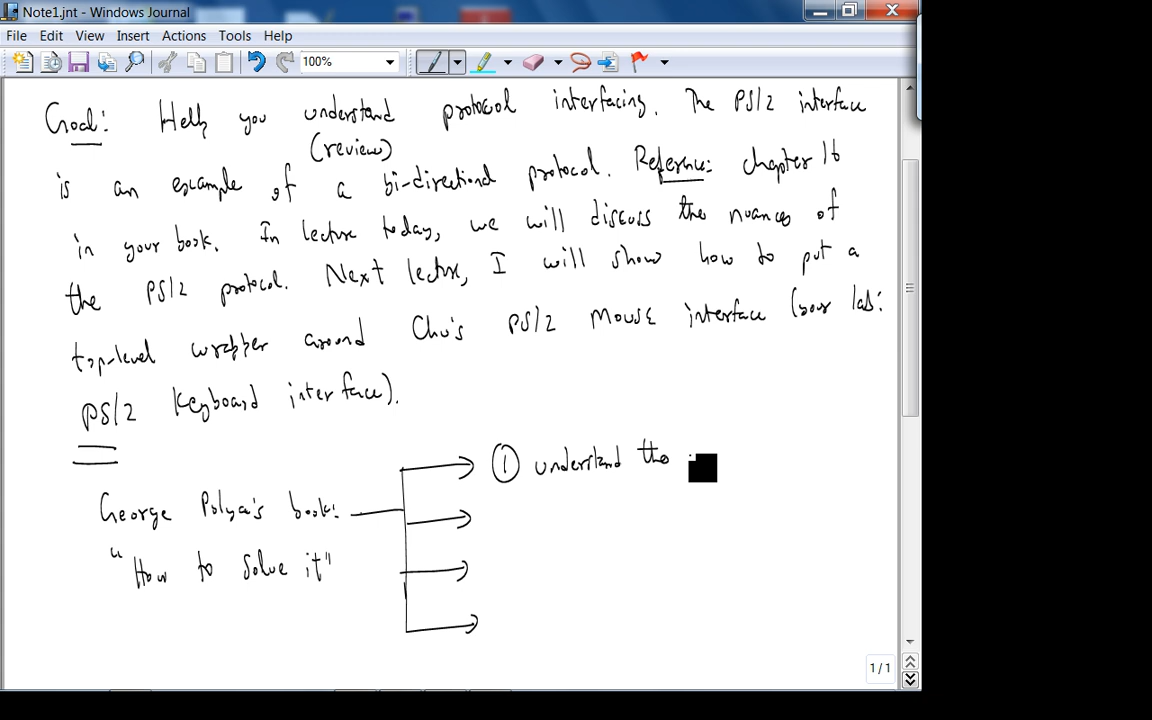 Note1.jnt - Windows Journal
File Edit View Insert Actions Tools Help
100%
Goal: Help you understand protocol interfacing. The PS/2 interface
(review)
is an example of a bi-directional protocol. Reference: chapter 16
in your book. In lecture today, we will discuss the nuances of
the PS/2 protocol. Next lecture, I will show how to put a
top-level wrapper around Chu's PS/2 Mouse interface (your lab:
PS/2 Keyboard interface).
George Polya's book:
"How to solve it"
① understand the
1/1